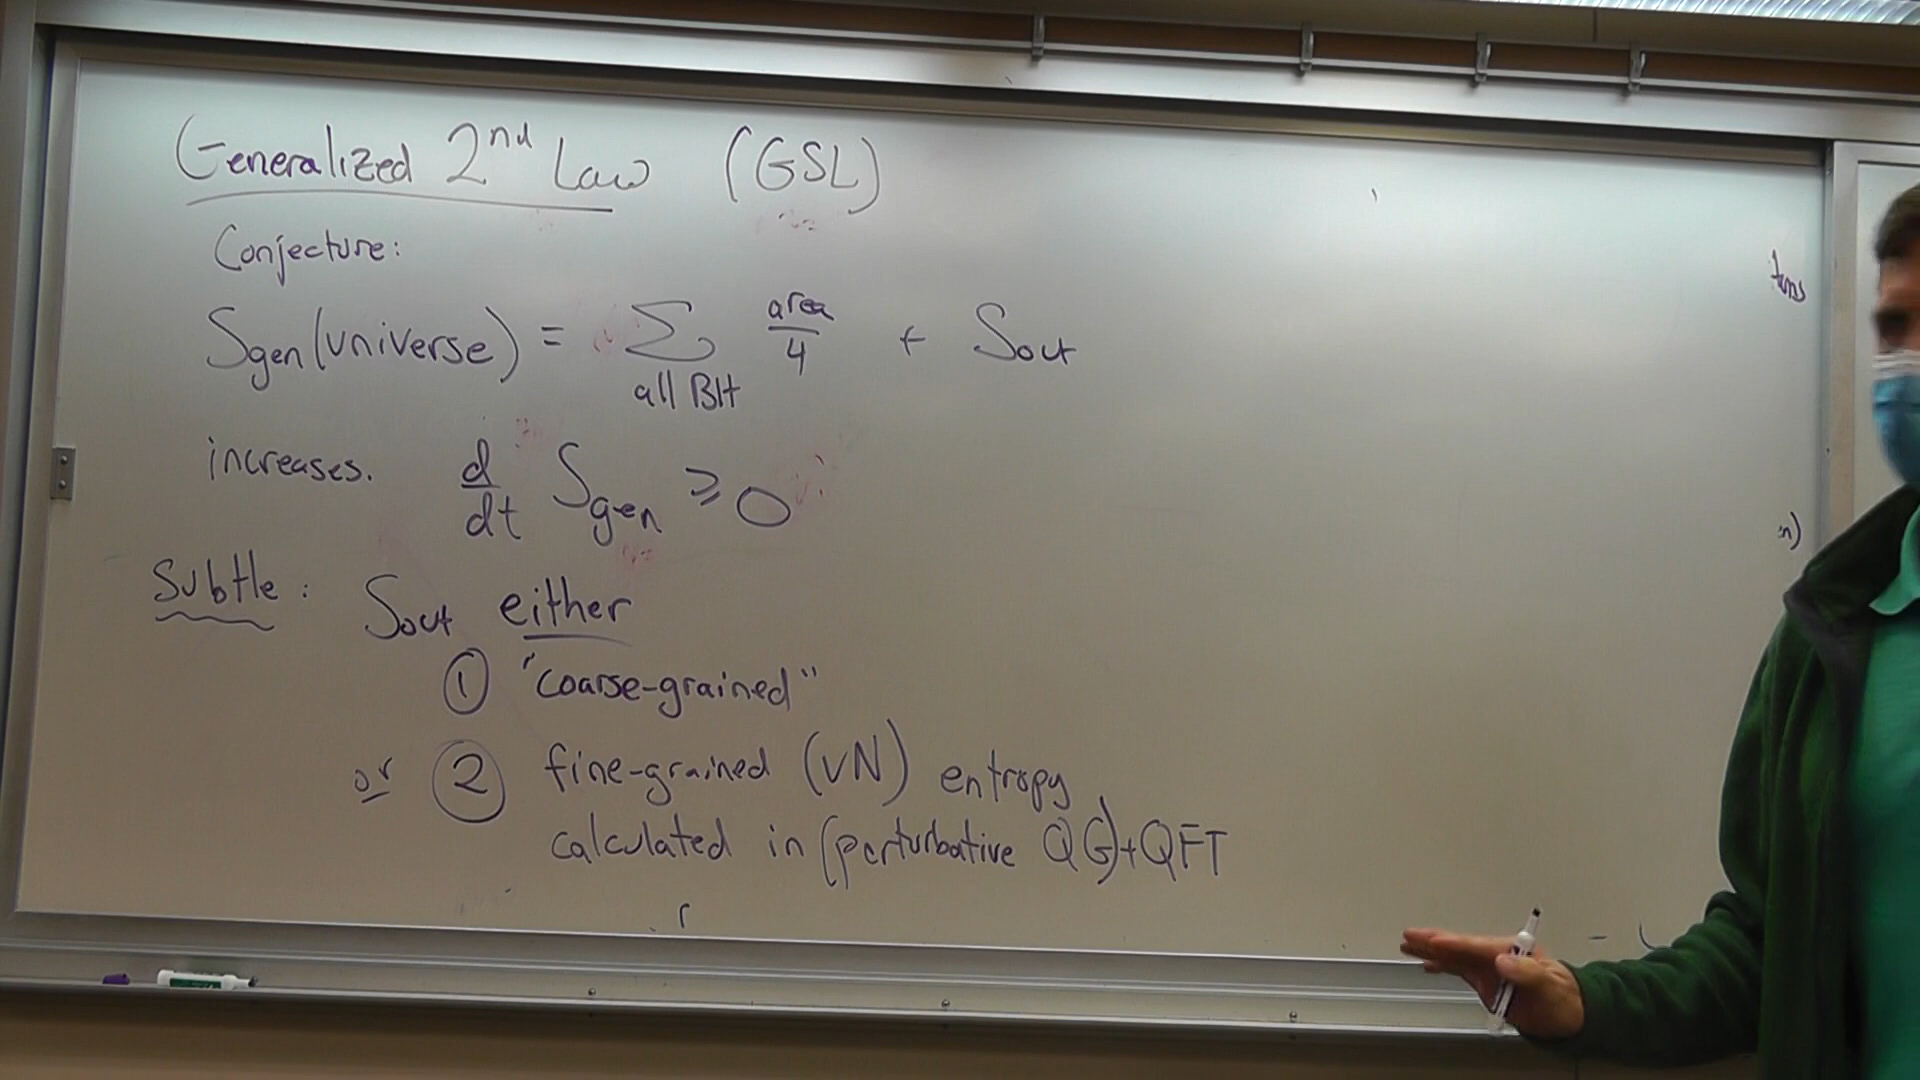 Generalized 2nd Law (GSL)
Conjecture:
Sgen(universe) = Σ all BH area/4 + Sout
increases. d/dt Sgen ≥ 0
Subtle: Sout either
① "coarse-grained"
or ② fine-grained (vN) entropy
calculated in (perturbative QG)+QFT